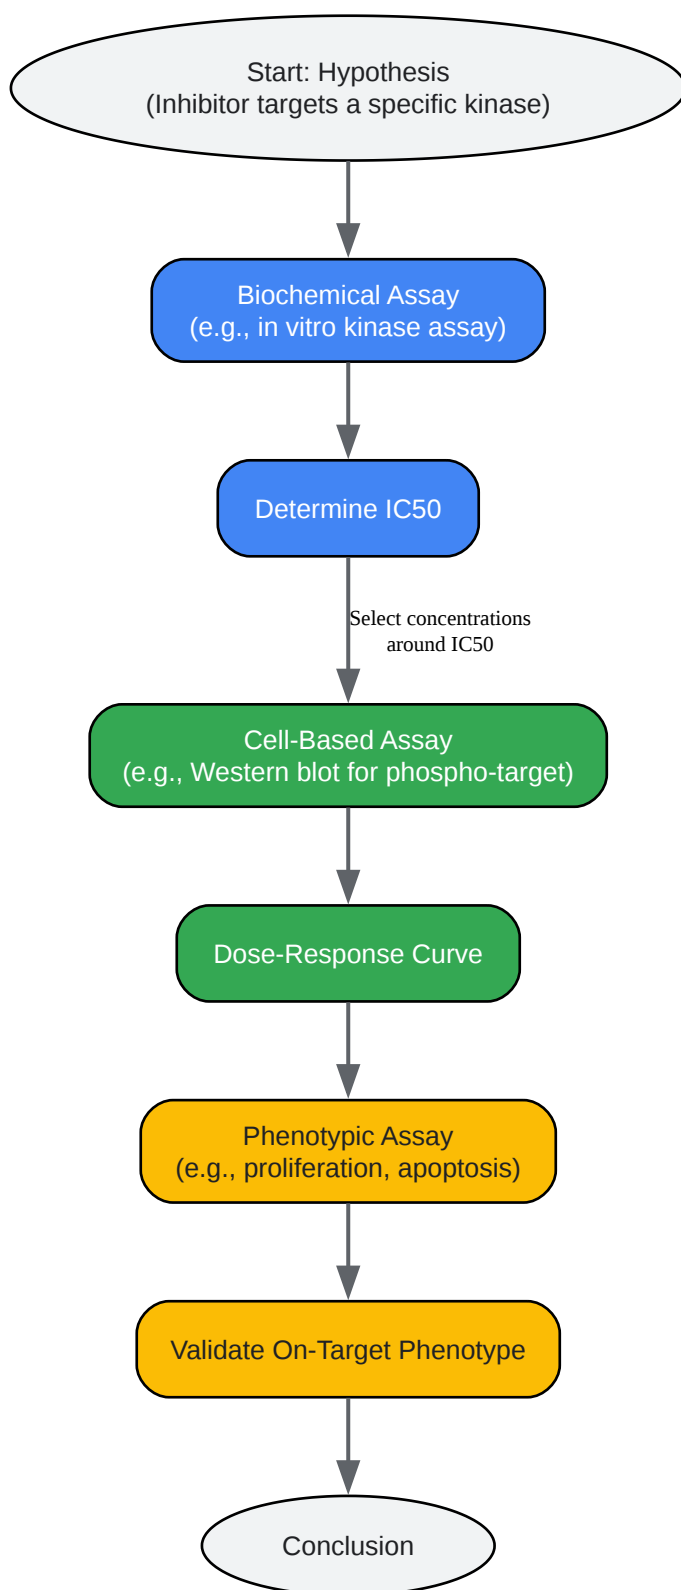 Start: Hypothesis
(Inhibitor targets a specific kinase)
Biochemical Assay
(e.g., in vitro kinase assay)
Determine IC50
Select concentrations
around IC50
Cell-Based Assay
(e.g., Western blot for phospho-target)
Dose-Response Curve
Phenotypic Assay
(e.g., proliferation, apoptosis)
Validate On-Target Phenotype
Conclusion